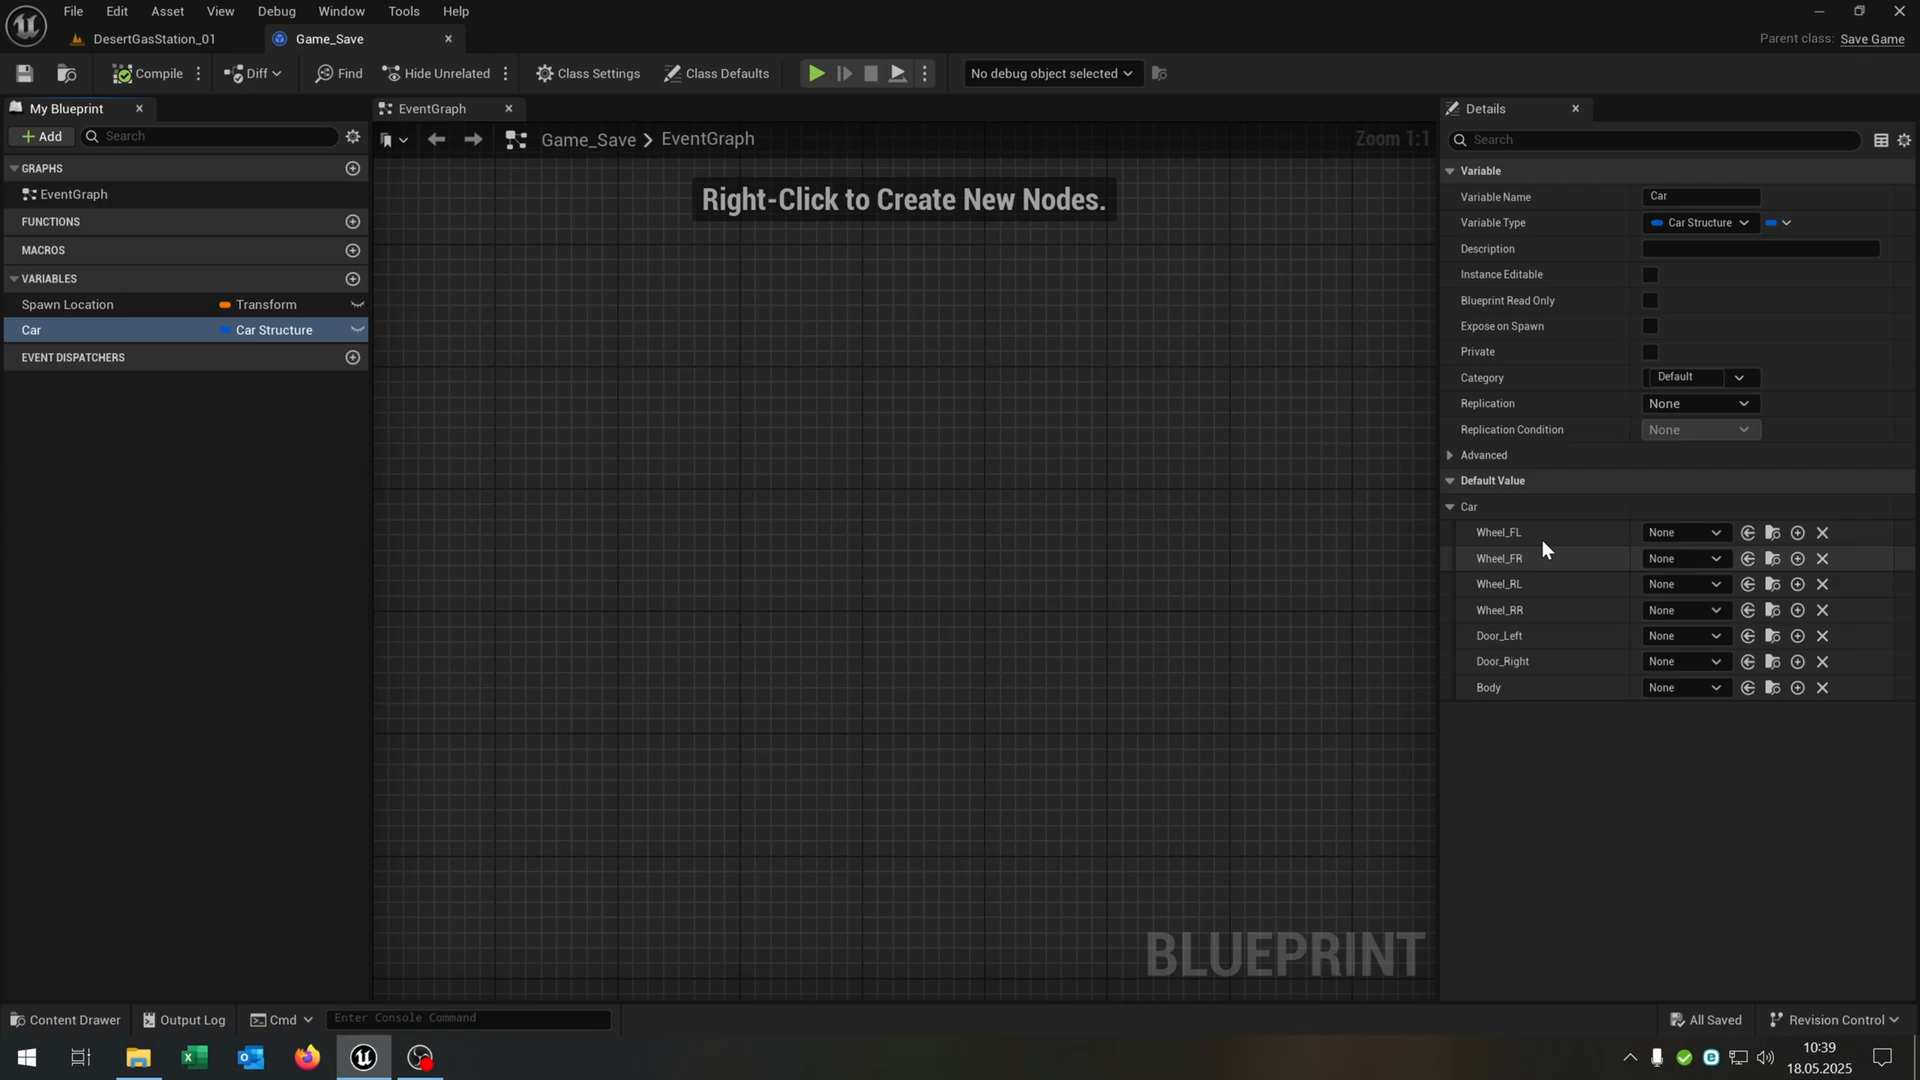 File Edit Asset View Debug Window Tools Help
DesertGasStation_01 Game_Save Parent class: Save Game
Compile Diff Find Hide Unrelated Class Settings Class Defaults No debug object selected
My Blueprint EventGraph Details
Add Search Game_Save EventGraph Zoom 1:1 Search
Right-Click to Create New Nodes.
GRAPHS
EventGraph
FUNCTIONS
MACROS
VARIABLES
Spawn Location Transform
Car Car Structure
EVENT DISPATCHERS
Variable
Variable Name Car
Variable Type Car Structure
Description
Instance Editable
Blueprint Read Only
Expose on Spawn
Private
Category Default
Replication None
Replication Condition None
Advanced
Default Value
Car
Wheel_FL None
Wheel_FR None
Wheel_RL None
Wheel_RR None
Door_Left None
Door_Right None
Body None
BLUEPRINT
Content Drawer Output Log Cmd Enter Console Command All Saved Revision Control
10:39
18.05.2025